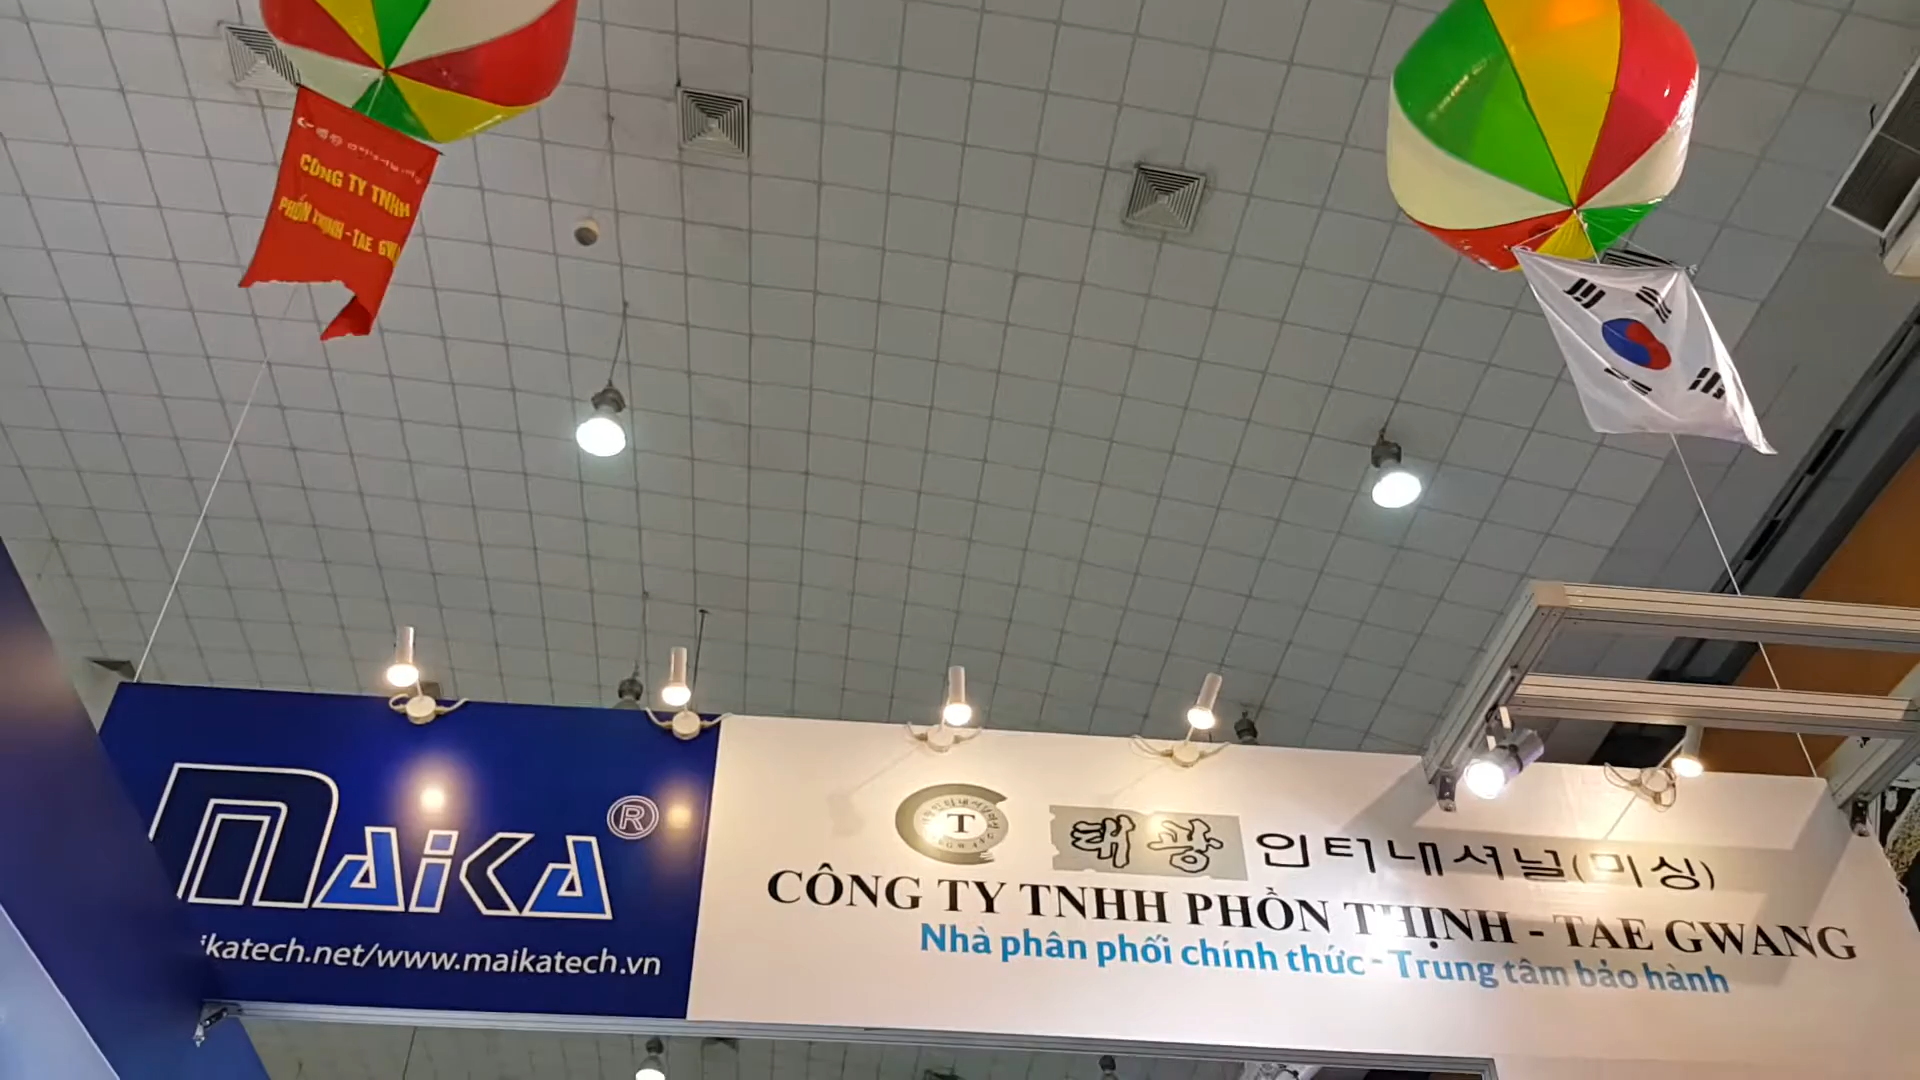 CÔNG TY TNHH
PHỒN THỊNH - TAE
MAIKA ®
ikatech.net/www.maikatech.vn
T
태광 인터내셔널(미싱)
CÔNG TY TNHH PHỒN THỊNH - TAE GWANG
Nhà phân phối chính thức - Trung tâm bảo hành